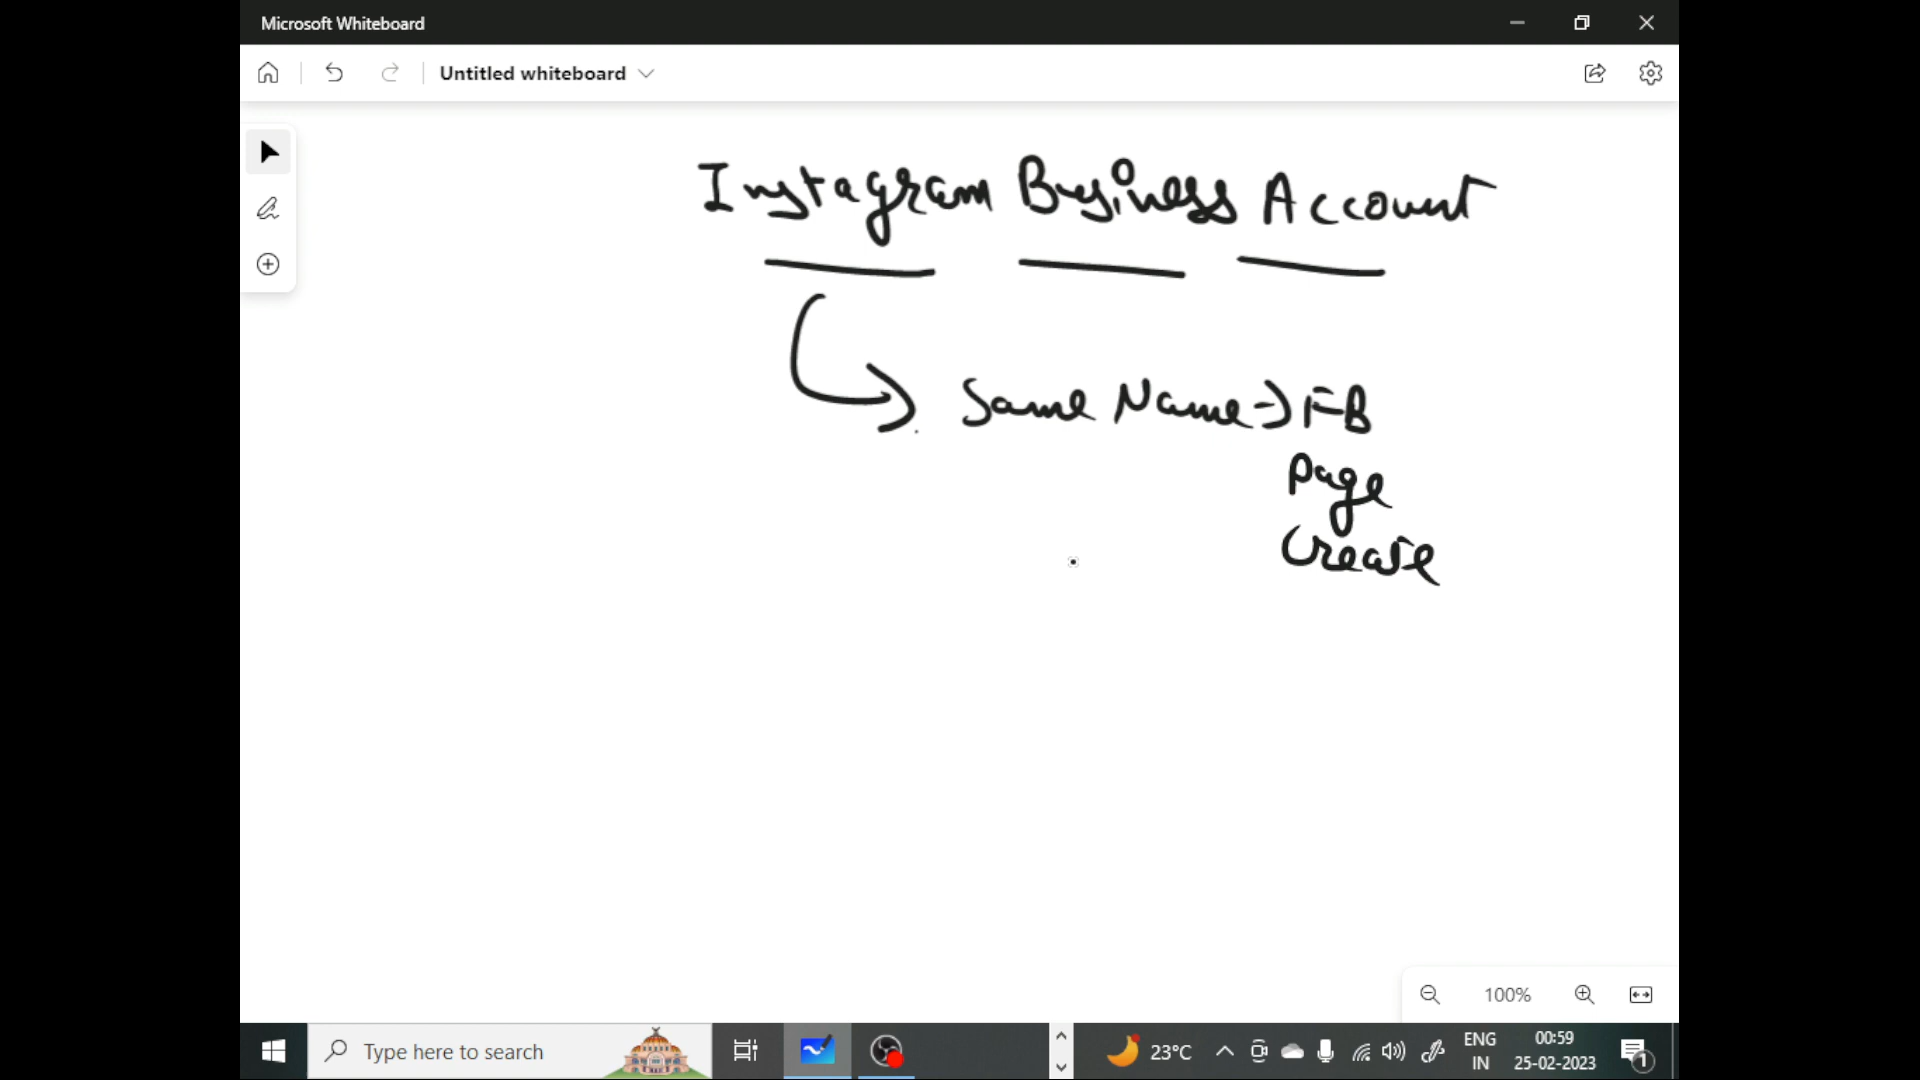 Microsoft Whiteboard
Untitled whiteboard
Instagram Business Account
Same Name → FB
Page
Create
100%
Type here to search
23°C
ENG
IN
00:59
25-02-2023
1